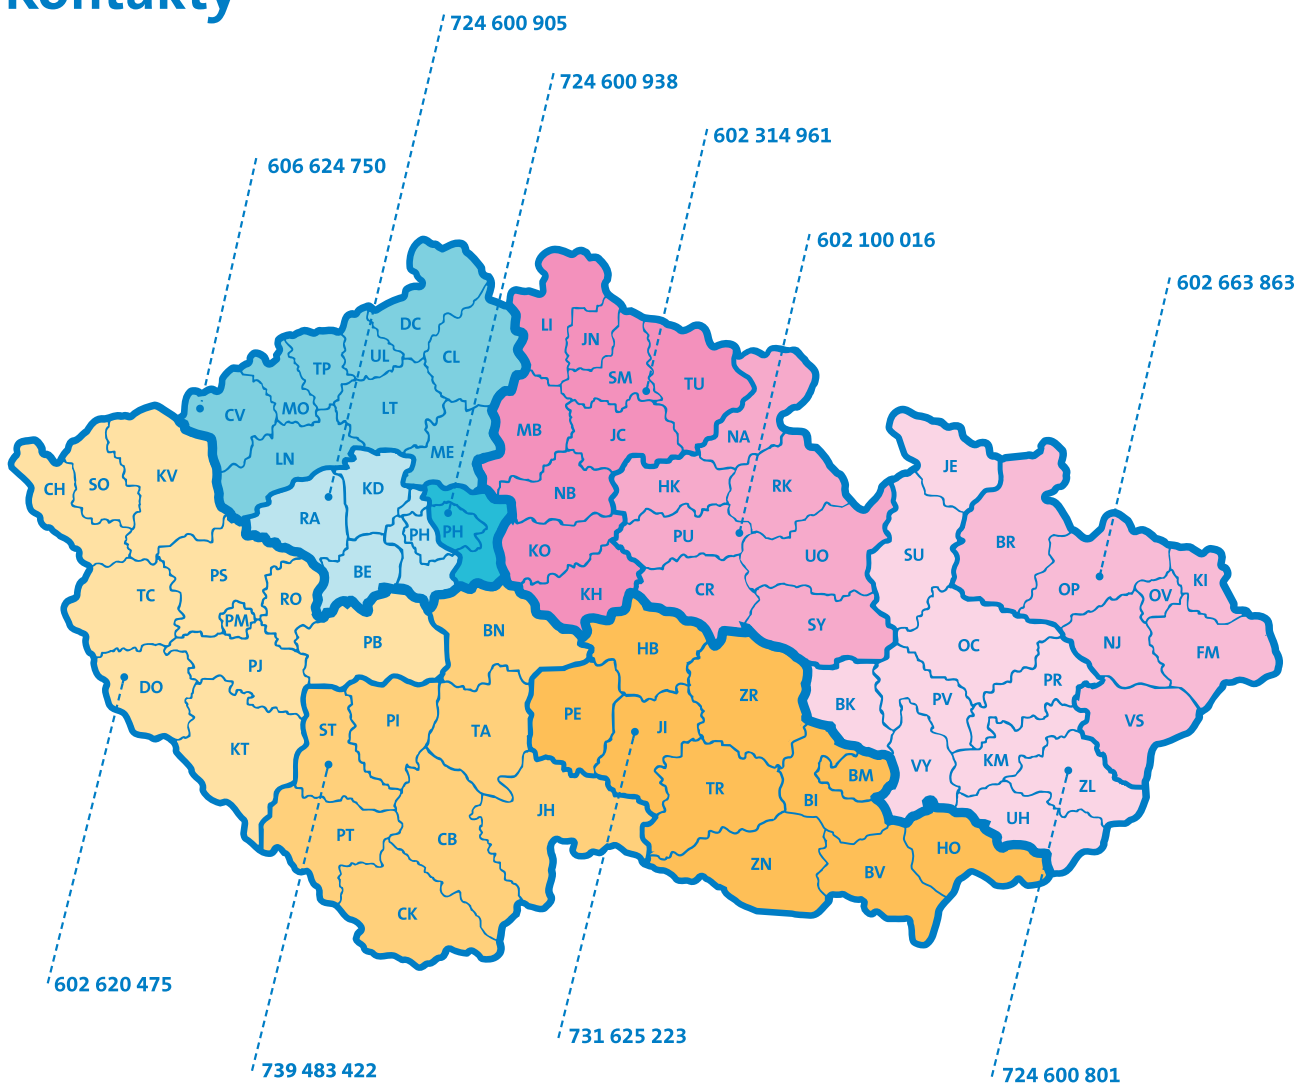 Kontakty
724 600 905
724 600 938
602 314 961
606 624 750
602 100 016
602 663 863
DC
LI
JN
UL
CL
TP
SM
TU
MO
LT
CV
MB
JC
NA
ME
LN
JE
KV
SO
CH
KD
NB
HK
RK
RA
PH
PH
PU
BR
KO
UO
SU
KI
PS
BE
OP
OV
TC
RO
KH
CR
PM
SY
BN
PB
HB
OC
NJ
FM
PJ
DO
PR
ZR
BK
PV
PE
PI
VS
ST
TA
JI
KT
KM
VY
BM
ZL
TR
BI
JH
UH
PT
CB
HO
ZN
BV
CK
602 620 475
731 625 223
739 483 422
724 600 801